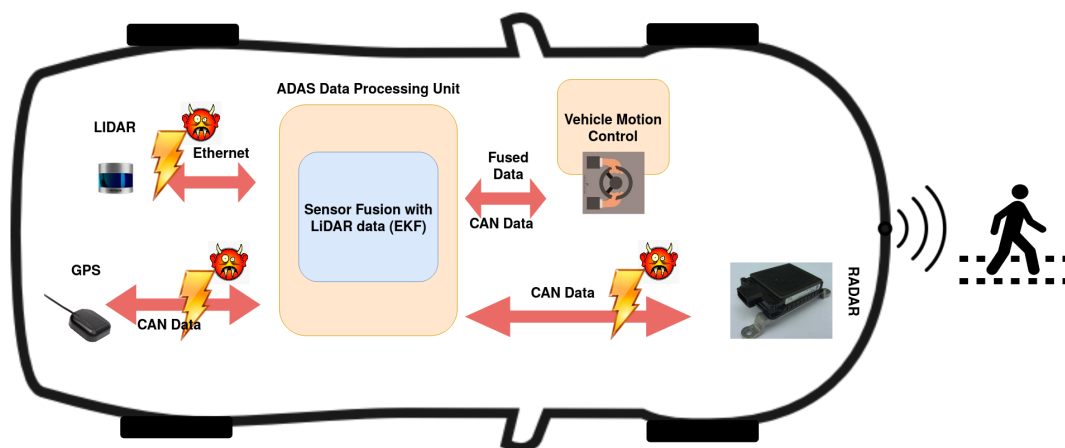 ADAS Data Processing Unit
LIDAR
Ethernet
Vehicle Motion
Control
Fused
Data
CAN Data
Sensor Fusion with
LiDAR data (EKF)
GPS
CAN Data
CAN Data
RADAR